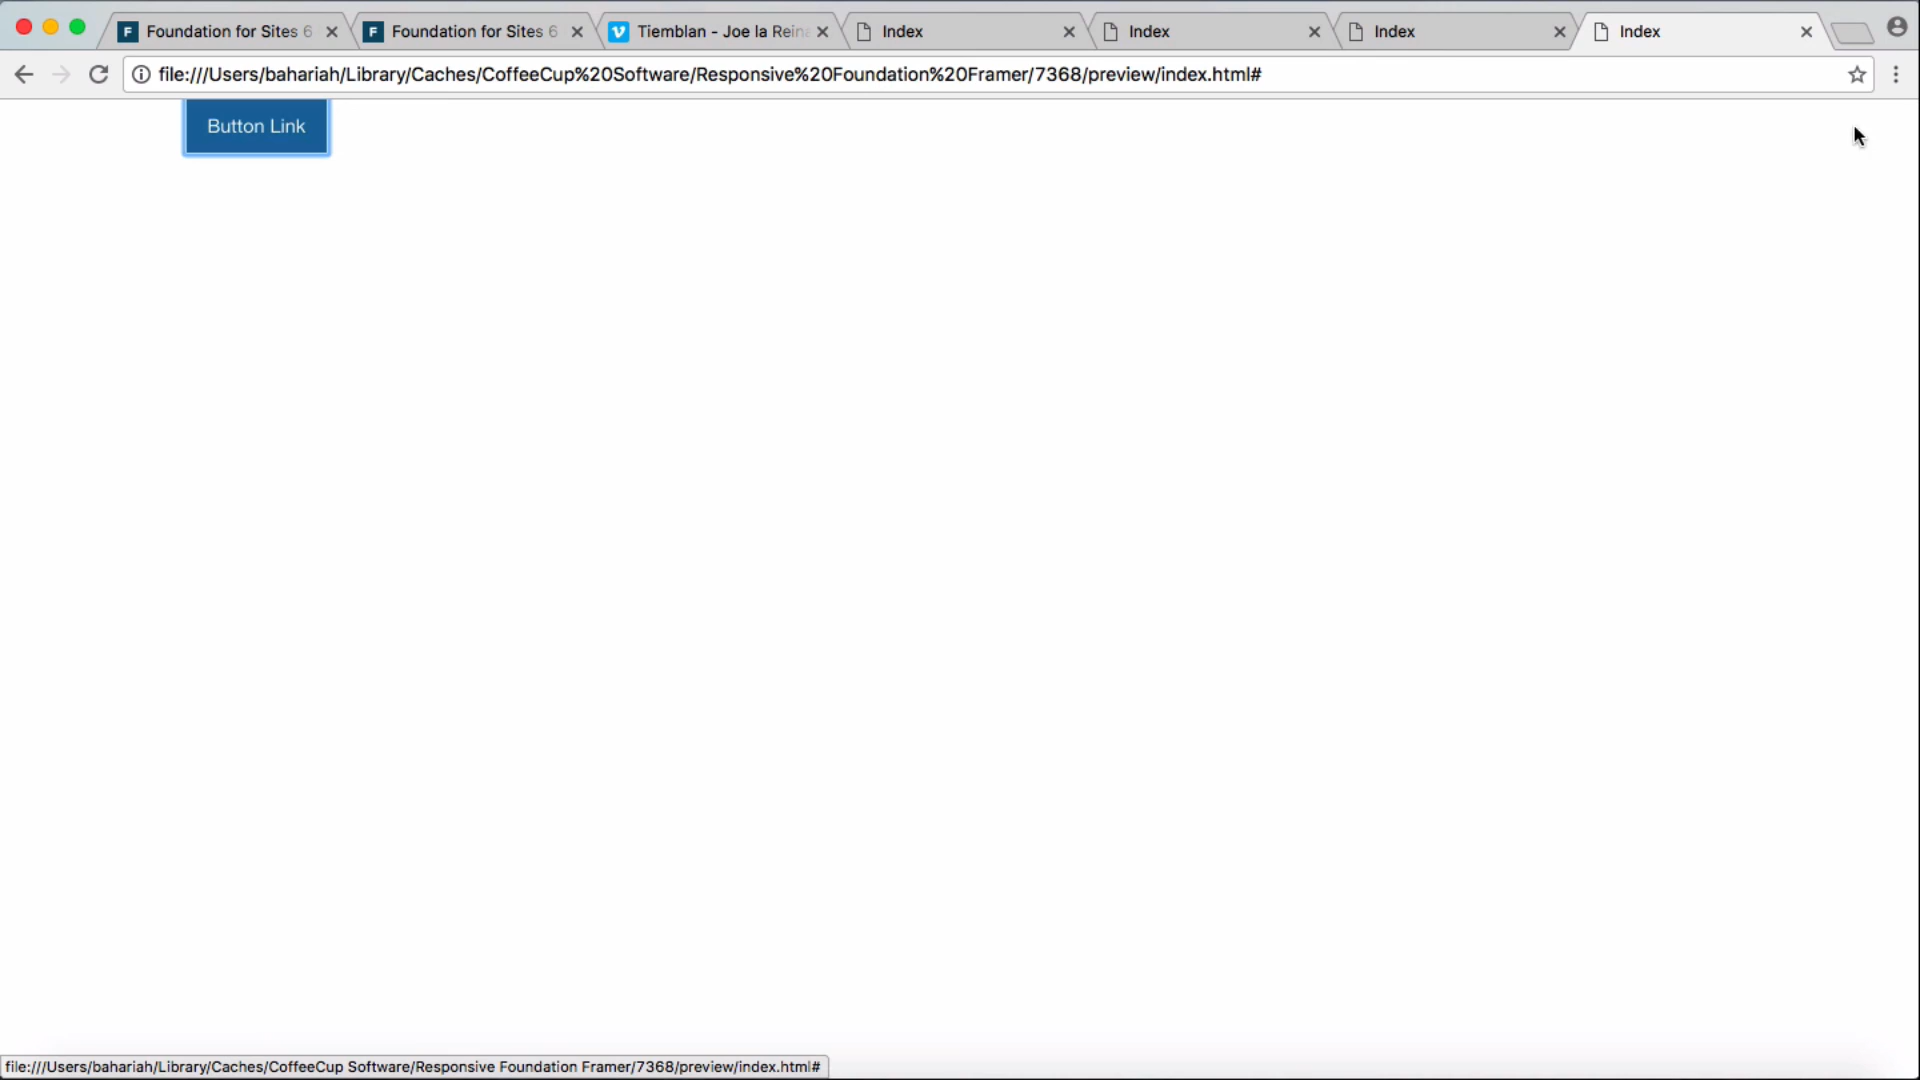 Foundation for Sites 6
Foundation for Sites 6
Tiemblan - Joe la Rein
Index
Index
Index
Index
file:///Users/bahariah/Library/Caches/CoffeeCup%20Software/Responsive%20Foundation%20Framer/7368/preview/index.html#
Button Link
file:///Users/bahariah/Library/Caches/CoffeeCup Software/Responsive Foundation Framer/7368/preview/index.html#